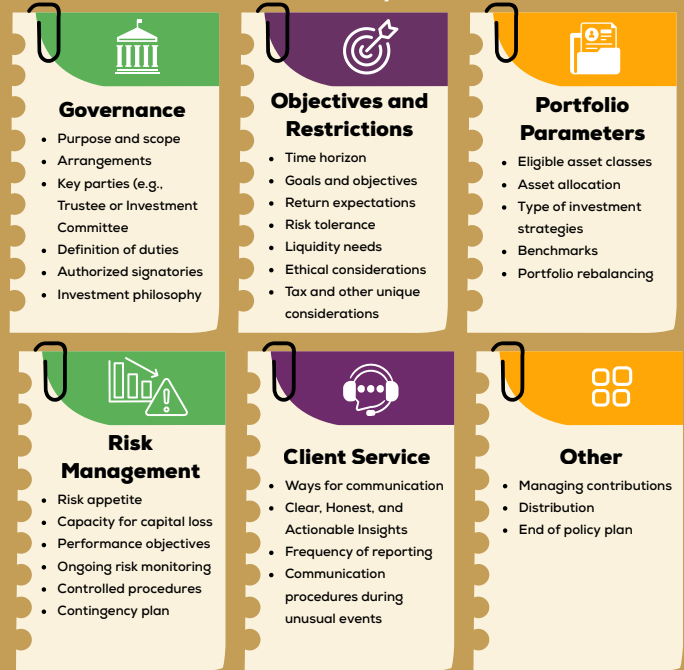 Governance
• Purpose and scope
• Arrangements
• Key parties (e.g.,
Trustee or Investment
Committee
• Definition of duties
• Authorized signatories
• Investment philosophy
Objectives and
Restrictions
• Time horizon
• Goals and objectives
• Return expectations
• Risk tolerance
• Liquidity needs
• Ethical considerations
• Tax and other unique
considerations
Portfolio
Parameters
• Eligible asset classes
• Asset allocation
• Type of investment
strategies
• Benchmarks
• Portfolio rebalancing
Risk
Management
• Risk appetite
• Capacity for capital loss
• Performance objectives
• Ongoing risk monitoring
• Controlled procedures
• Contingency plan
Client Service
• Ways for communication
• Clear, Honest, and
Actionable Insights
• Frequency of reporting
• Communication
procedures during
unusual events
Other
• Managing contributions
• Distribution
• End of policy plan